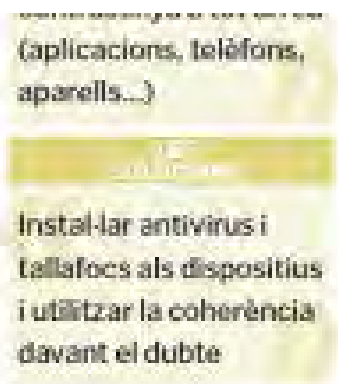 (aplicacions, telèfons,
aparells...)
Instal·lar antivirus i
tallafocs als dispositius
i utilitzar la coherència
davant el dubte